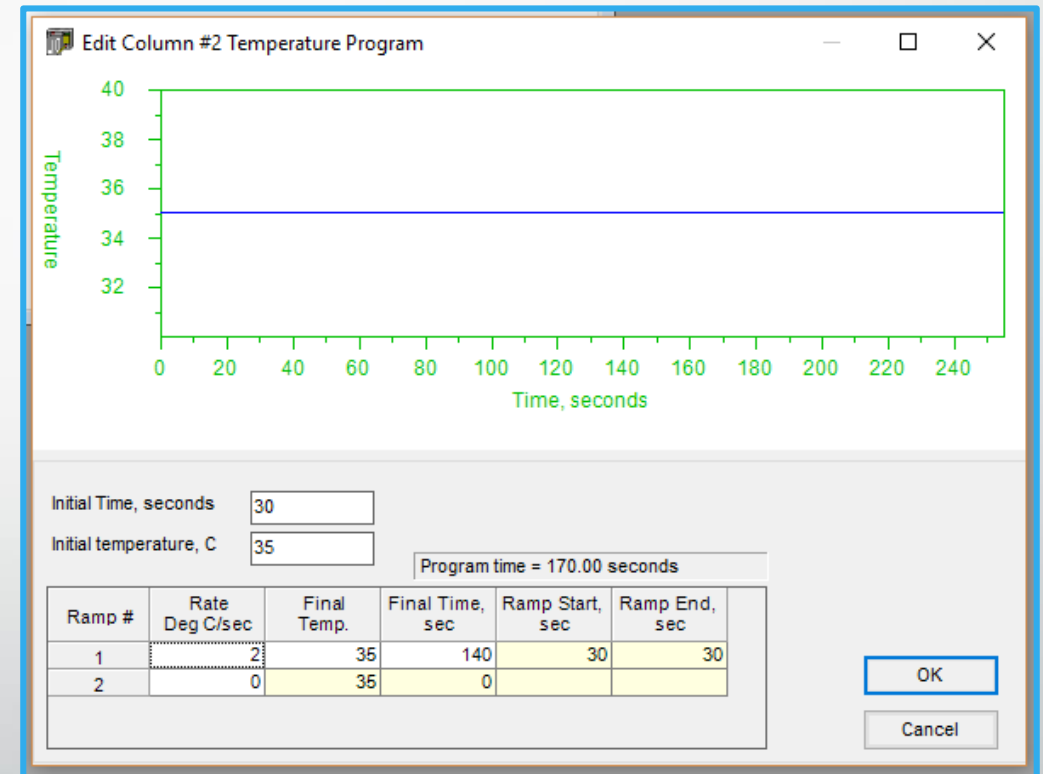 Edit Column #2 Temperature Program
40
38
36
34
32
Temperature
0 20 40 60 80 100 120 140 160 180 200 220 240
Time, seconds
Initial Time, seconds 30
Initial temperature, C 35
Program time = 170.00 seconds
Ramp # Rate Deg C/sec Final Temp. Final Time, sec Ramp Start, sec Ramp End, sec
1 2 35 140 30 30
2 0 35 0
OK
Cancel